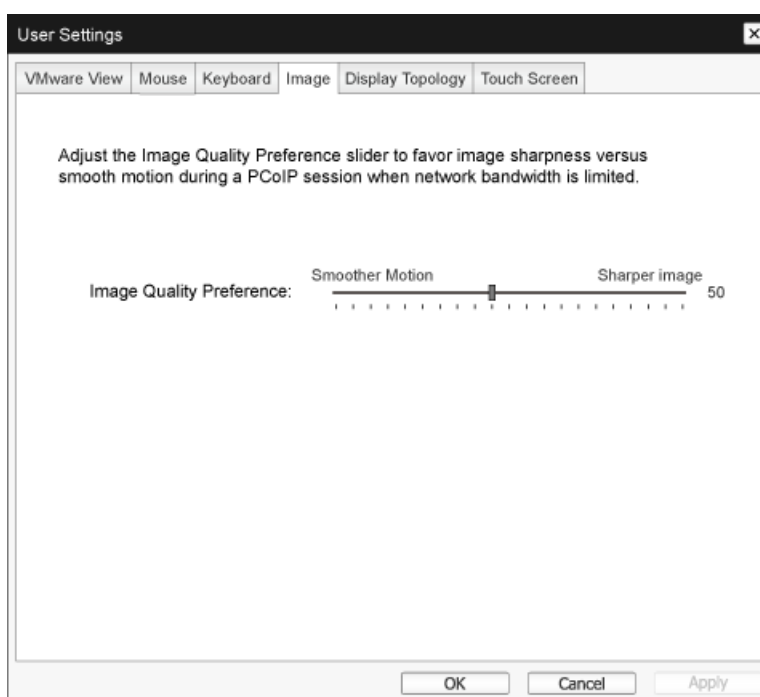 User Settings
VMware View Mouse Keyboard Image Display Topology Touch Screen
Adjust the Image Quality Preference slider to favor image sharpness versus
smooth motion during a PCoIP session when network bandwidth is limited.
Smoother Motion Sharper image
Image Quality Preference: 50
OK Cancel Apply